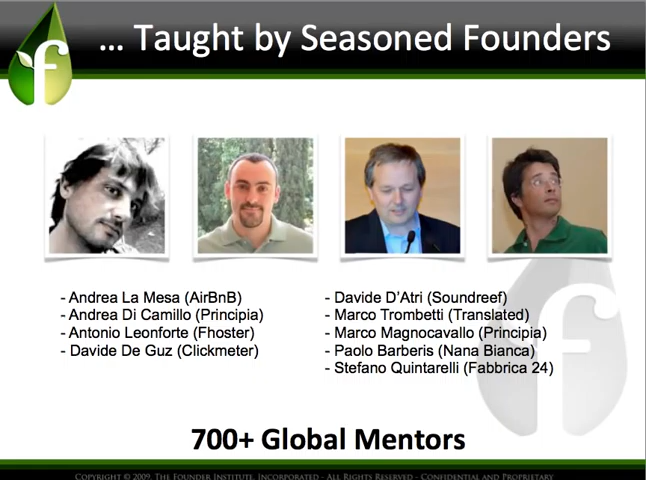 ... Taught by Seasoned Founders
f
- Andrea La Mesa (AirBnB)
- Andrea Di Camillo (Principia)
- Antonio Leonforte (Fhoster)
- Davide De Guz (Clickmeter)
- Davide D'Atri (Soundreef)
- Marco Trombetti (Translated)
- Marco Magnocavallo (Principia)
- Paolo Barberis (Nana Bianca)
- Stefano Quintarelli (Fabbrica 24)
f
700+ Global Mentors
Copyright © 2009, The Founder Institute, Incorporated - All Rights Reserved - Confidential and Proprietary